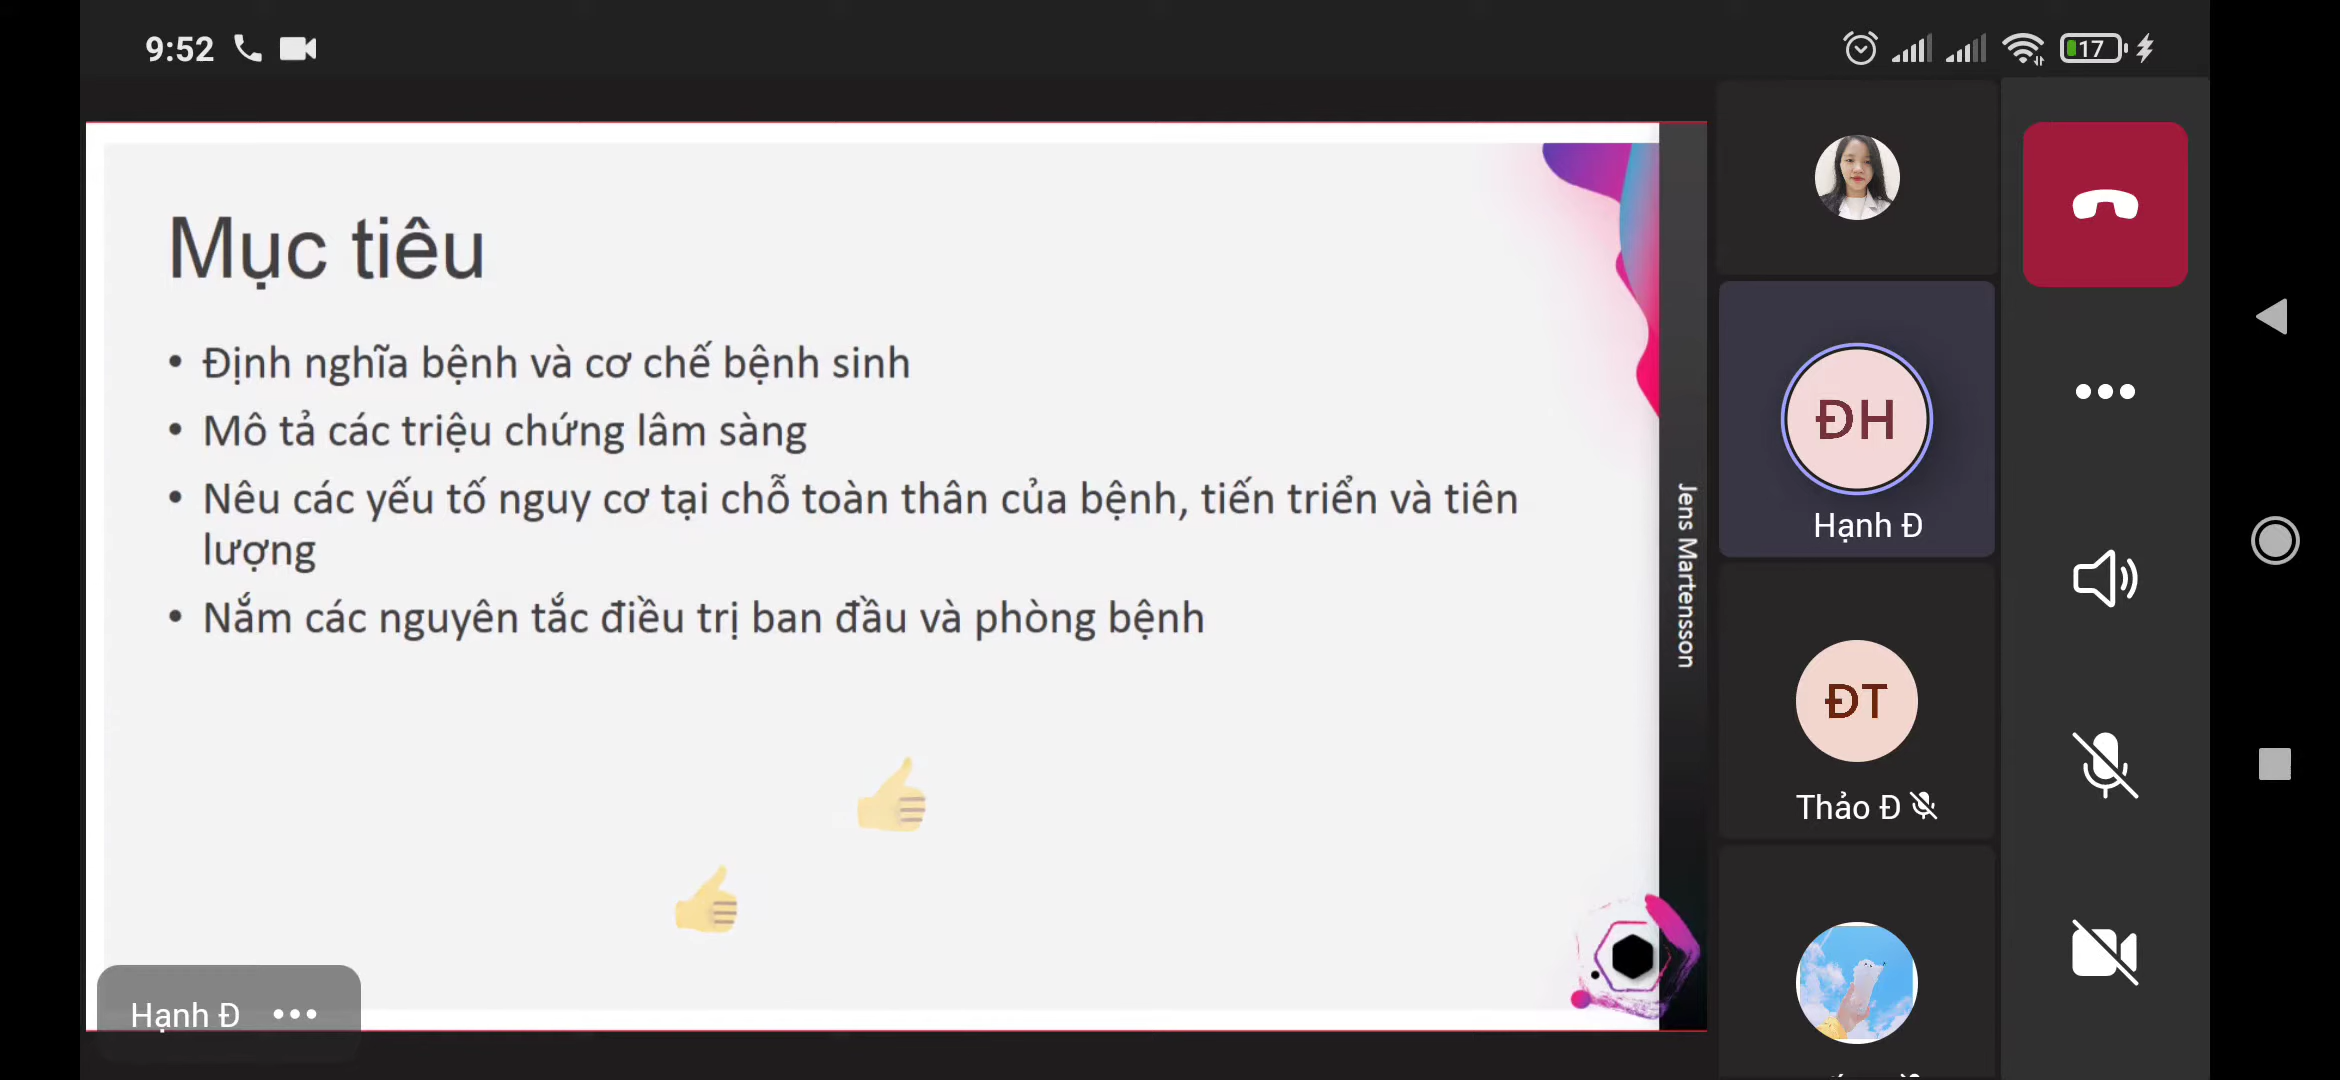 9:52
17
Mục tiêu
• Định nghĩa bệnh và cơ chế bệnh sinh
• Mô tả các triệu chứng lâm sàng
• Nêu các yếu tố nguy cơ tại chỗ toàn thân của bệnh, tiến triển và tiên
lượng
• Nắm các nguyên tắc điều trị ban đầu và phòng bệnh
Jens Martensson
Hạnh Đ
ĐH
Hạnh Đ
ĐT
Thảo Đ